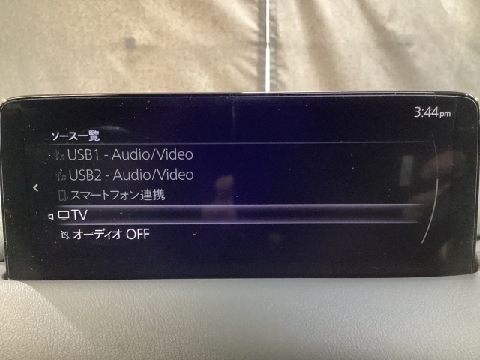 3:44pm
ソース一覧
USB1 - Audio/Video
USB2 - Audio/Video
スマートフォン連携
TV
オーディオ OFF